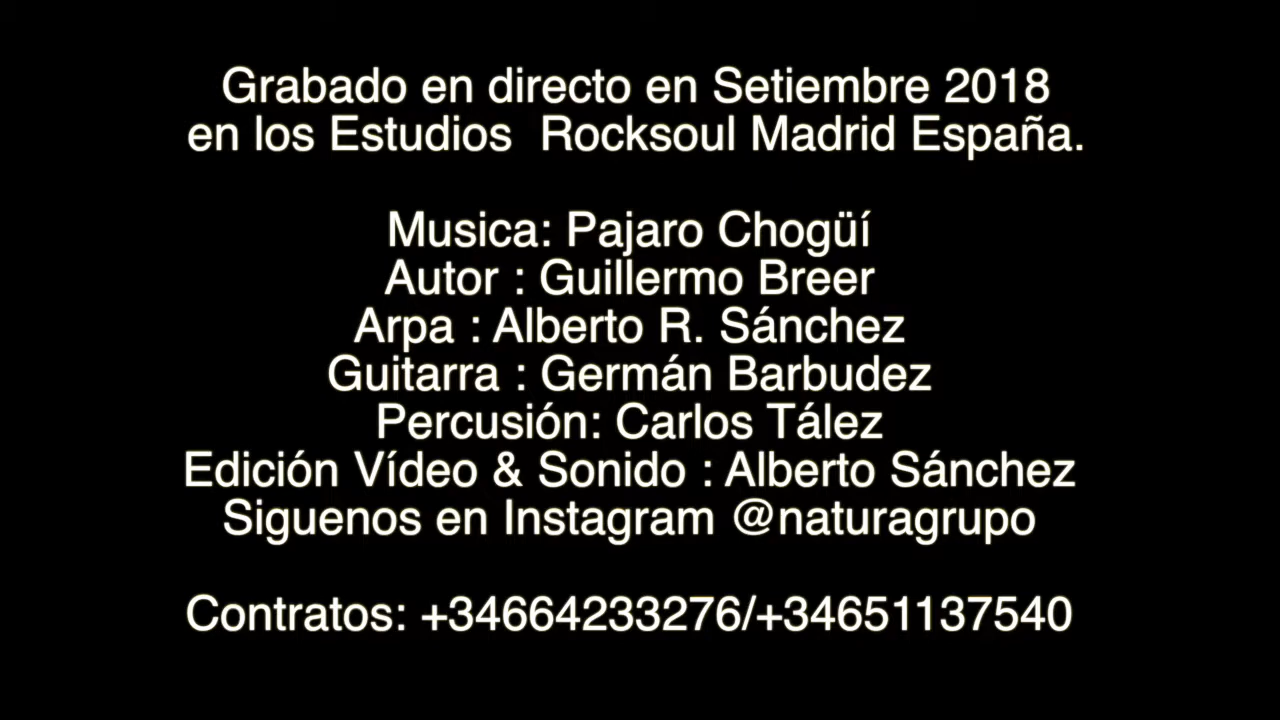 Grabado en directo en Setiembre 2018
en los Estudios  Rocksoul Madrid España.
Musica: Pajaro Chogüí
Autor : Guillermo Breer
Arpa : Alberto R. Sánchez
Guitarra : Germán Barbudez
Percusión: Carlos Tález
Edición Vídeo & Sonido : Alberto Sánchez
Siguenos en Instagram @naturagrupo
Contratos: +34664233276/+34651137540